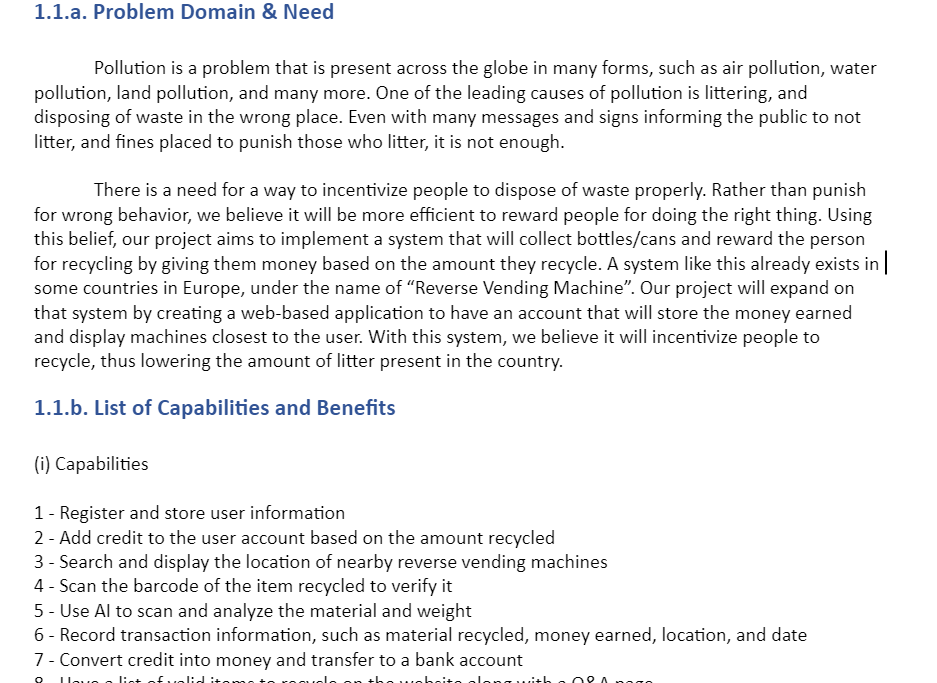 1.1.a. Problem Domain & Need
Pollution is a problem that is present across the globe in many forms, such as air pollution, water
pollution, land pollution, and many more. One of the leading causes of pollution is littering, and
disposing of waste in the wrong place. Even with many messages and signs informing the public to not
litter, and fines placed to punish those who litter, it is not enough.
There is a need for a way to incentivize people to dispose of waste properly. Rather than punish
for wrong behavior, we believe it will be more efficient to reward people for doing the right thing. Using
this belief, our project aims to implement a system that will collect bottles/cans and reward the person
for recycling by giving them money based on the amount they recycle. A system like this already exists in
some countries in Europe, under the name of “Reverse Vending Machine”. Our project will expand on
that system by creating a web-based application to have an account that will store the money earned
and display machines closest to the user. With this system, we believe it will incentivize people to
recycle, thus lowering the amount of litter present in the country.
1.1.b. List of Capabilities and Benefits
(i) Capabilities
1 - Register and store user information
2 - Add credit to the user account based on the amount recycled
3 - Search and display the location of nearby reverse vending machines
4 - Scan the barcode of the item recycled to verify it
5 - Use AI to scan and analyze the material and weight
6 - Record transaction information, such as material recycled, money earned, location, and date
7 - Convert credit into money and transfer to a bank account
8 - Have a list of valid items to recycle on the website along with a Q&A page